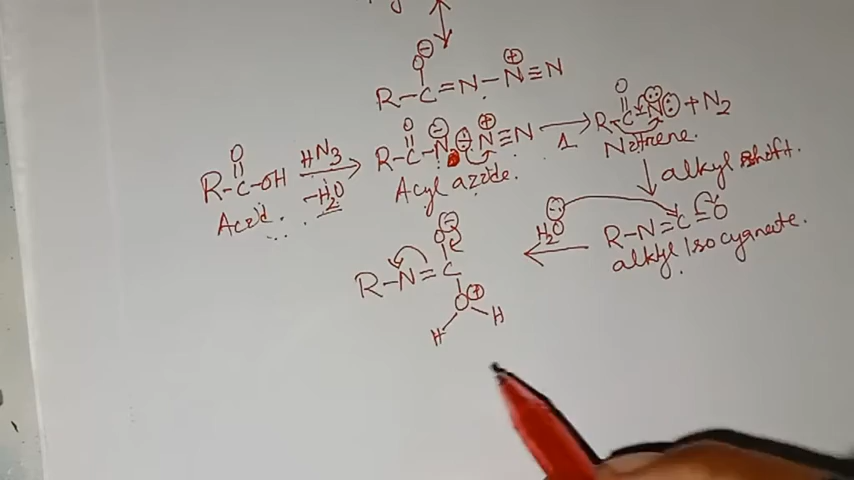 O⊖
R-C=N-N⊕≡N
R-C(=O)-OH HN3 -H2O
Acid.
R-C(=O)-N⊖-N⊕≡N Δ
Acyl azide.
R-C(=O)-N + N2
Nitrene.
alkyl shift.
R-N=C=O
alkyl isocyanate.
H2O
R-N=C
O⊖
O⊕
H H